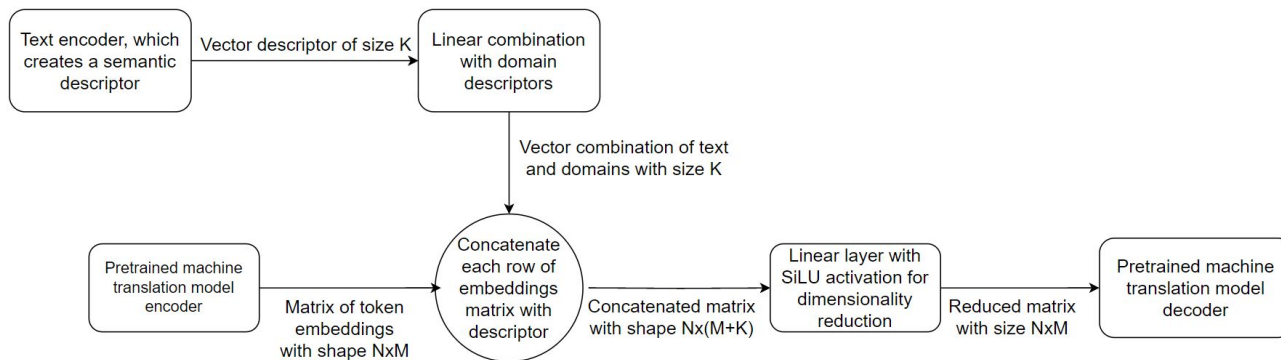 Text encoder, which
creates a semantic
descriptor
Vector descriptor of size K
Linear combination
with domain
descriptors
Vector combination of text
and domains with size K
Pretrained machine
translation model
encoder
Matrix of token
embeddings
with shape NxM
Concatenate
each row of
embeddings
matrix with
descriptor
Concatenated matrix
with shape Nx(M+K)
Linear layer with
SiLU activation for
dimensionality
reduction
Reduced matrix
with size NxM
Pretrained machine
translation model
decoder